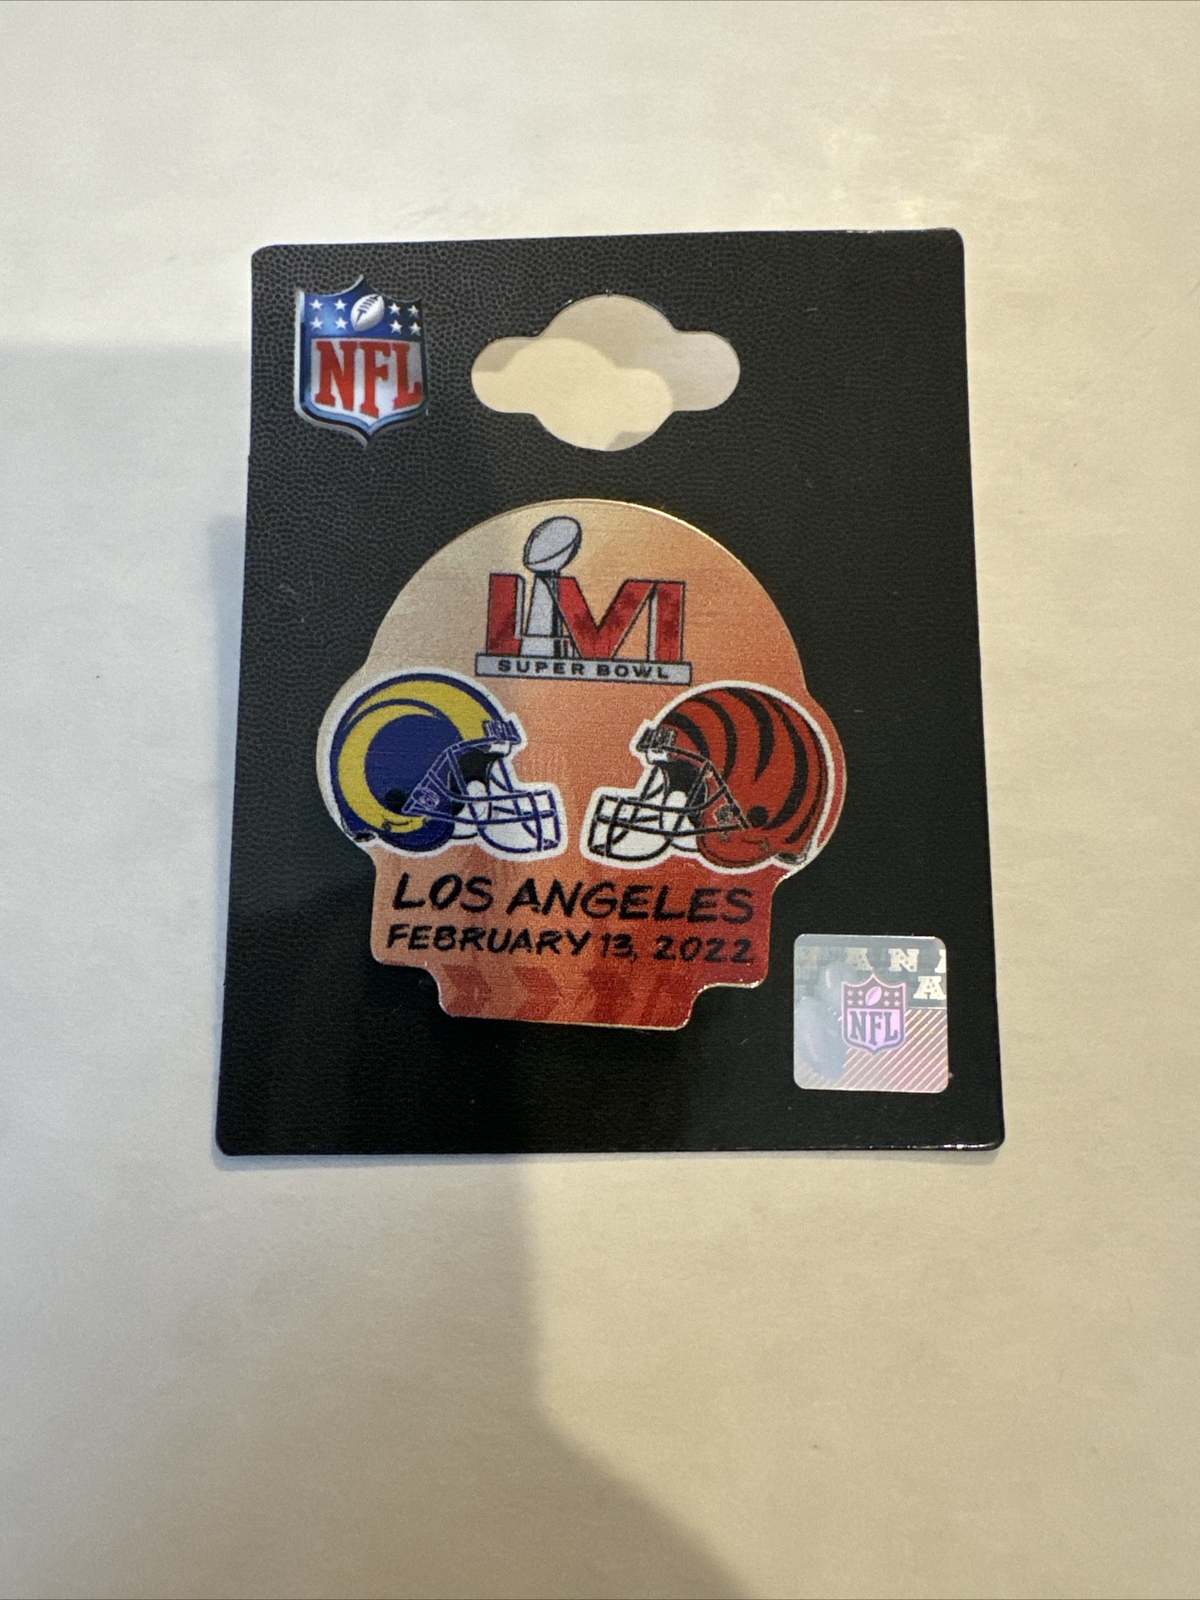 NFL
LVI
SUPER BOWL
LOS ANGELES
FEBRUARY 13, 2022
NFL